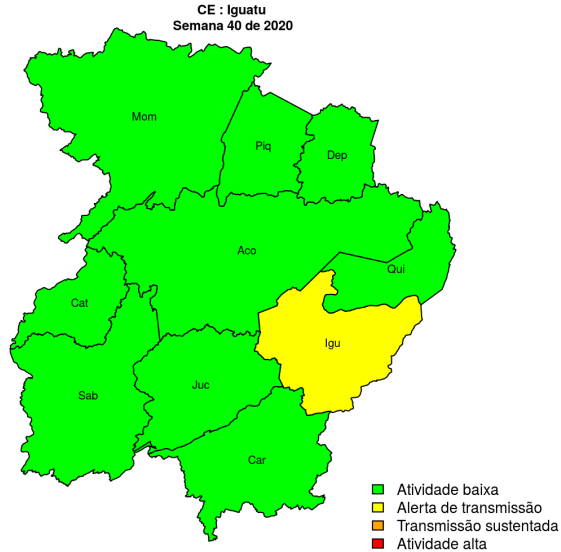 CE : Iguatu
Semana 40 de 2020
Mom
Piq
Dep
Aco
Qui
Cat
Igu
Juc
Sab
Car
Atividade baixa
Alerta de transmissão
Transmissão sustentada
Atividade alta